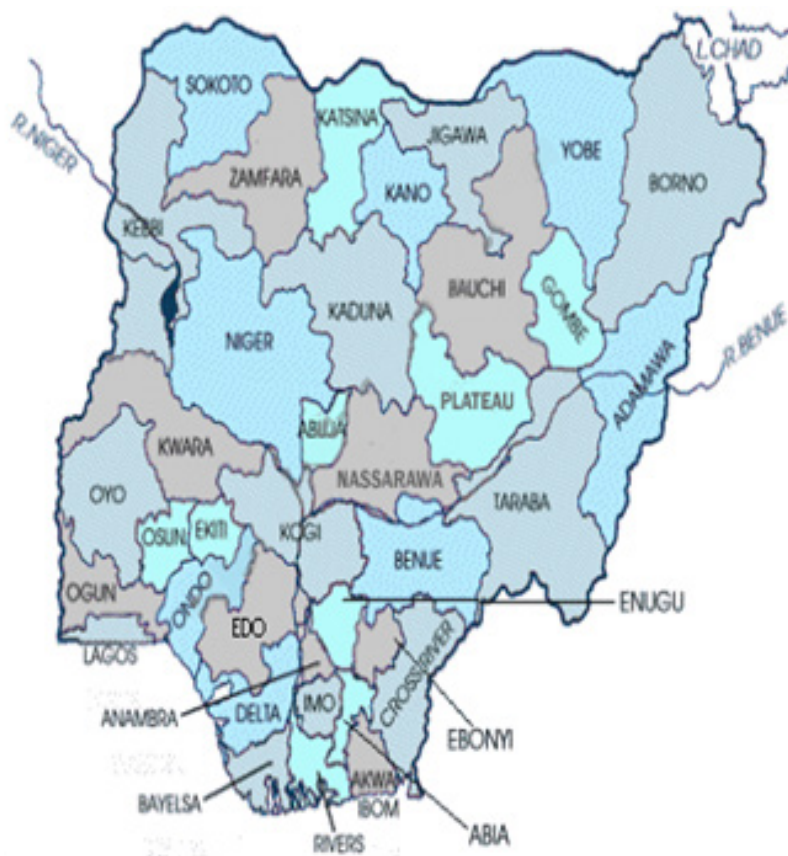 L.CHAD
SOKOTO
KATSINA
JIGAWA
YOBE
R.NIGER
ZAMFARA
KANO
BORNO
KEBBI
BAUCHI
GOMBE
KADUNA
NIGER
R.BENUE
ADAMAWA
PLATEAU
ABUJA
KWARA
NASSARAWA
OYO
TARABA
OSUN
EKITI
KOGI
BENUE
OGUN
ONDO
ENUGU
EDO
LAGOS
CROSS RIVER
ANAMBRA
DELTA
IMO
EBONYI
BAYELSA
AKWA
IBOM
RIVERS
ABIA